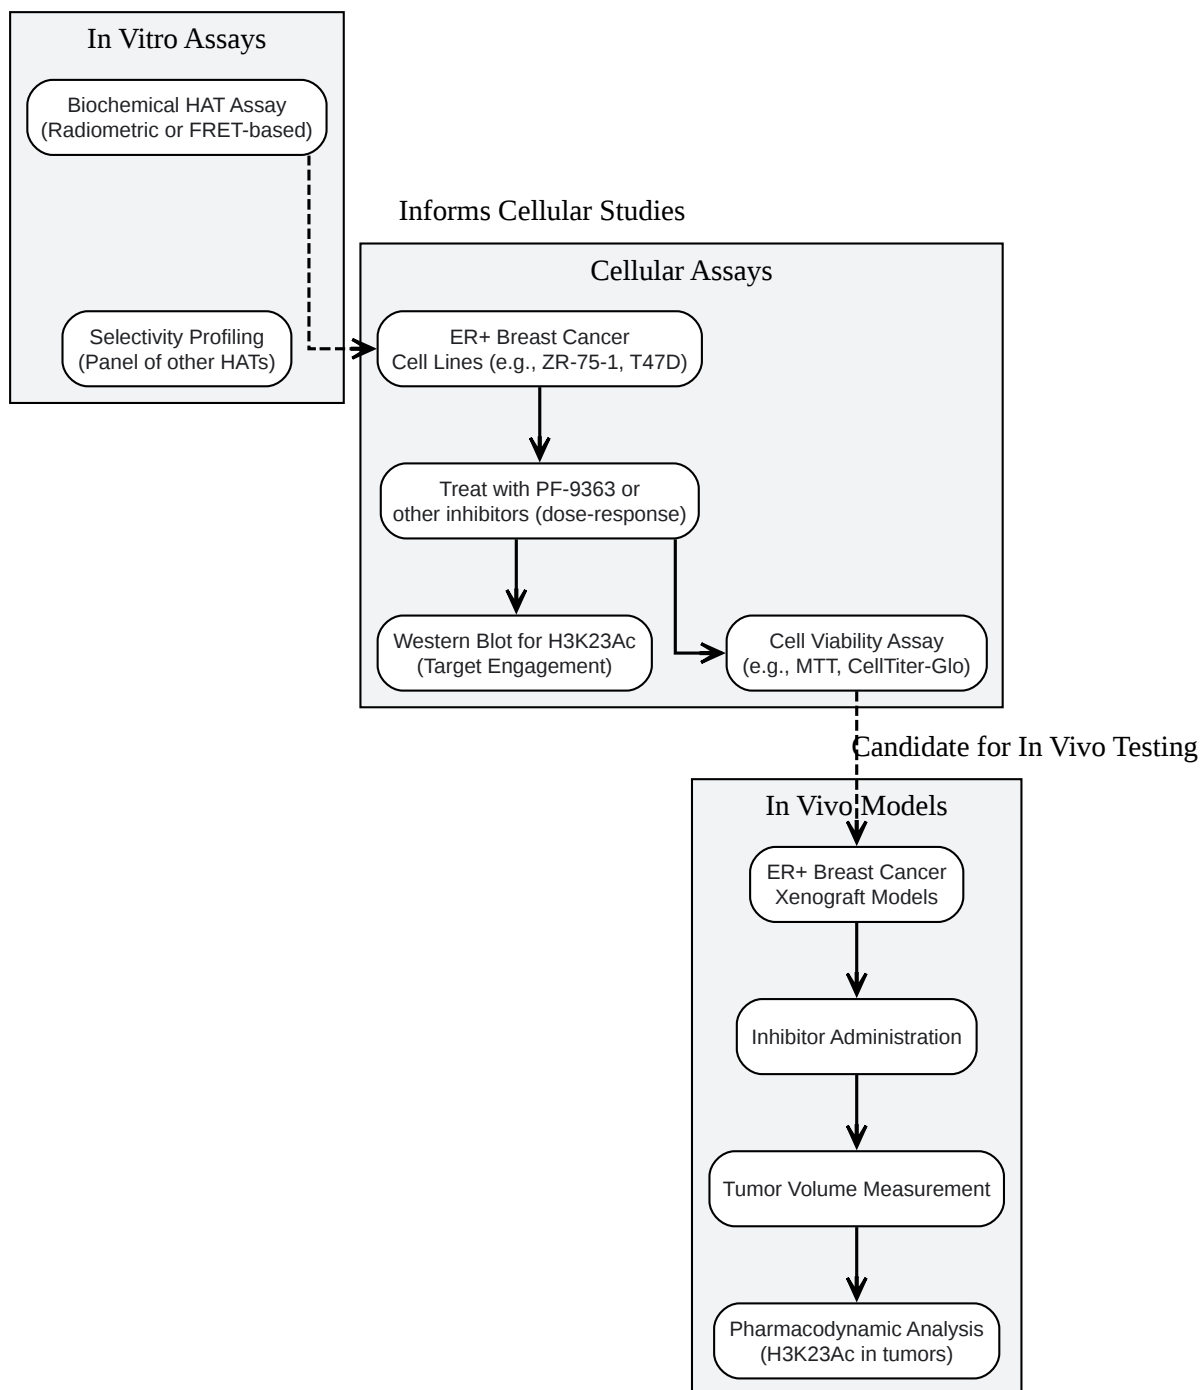 In Vitro Assays
Biochemical HAT Assay
(Radiometric or FRET-based)
Selectivity Profiling
(Panel of other HATs)
Informs Cellular Studies
Cellular Assays
ER+ Breast Cancer
Cell Lines (e.g., ZR-75-1, T47D)
Treat with PF-9363 or
other inhibitors (dose-response)
Western Blot for H3K23Ac
(Target Engagement)
Cell Viability Assay
(e.g., MTT, CellTiter-Glo)
Candidate for In Vivo Testing
In Vivo Models
ER+ Breast Cancer
Xenograft Models
Inhibitor Administration
Tumor Volume Measurement
Pharmacodynamic Analysis
(H3K23Ac in tumors)